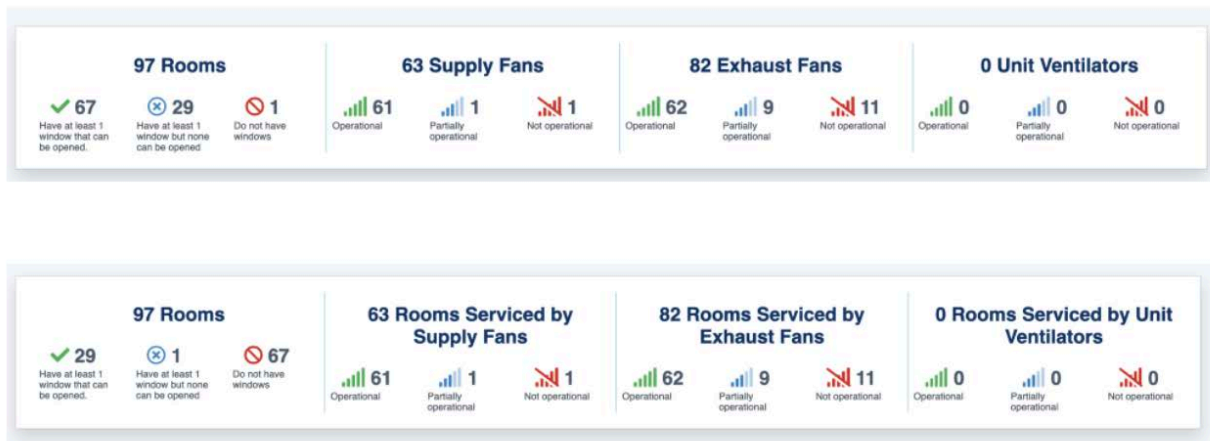 97 Rooms
63 Supply Fans
82 Exhaust Fans
0 Unit Ventilators
67
29
1
61
1
1
62
9
11
0
0
0
Have at least 1
window that can
be opened.
Have at least 1
window but none
can be opened
Do not have
windows
Operational
Partially
operational
Not operational
Operational
Partially
operational
Not operational
Operational
Partially
operational
Not operational
97 Rooms
63 Rooms Serviced by
Supply Fans
82 Rooms Serviced by
Exhaust Fans
0 Rooms Serviced by Unit
Ventilators
29
1
67
61
1
1
62
9
11
0
0
0
Have at least 1
window that can
be opened.
Have at least 1
window but none
can be opened
Do not have
windows
Operational
Partially
operational
Not operational
Operational
Partially
operational
Not operational
Operational
Partially
operational
Not operational